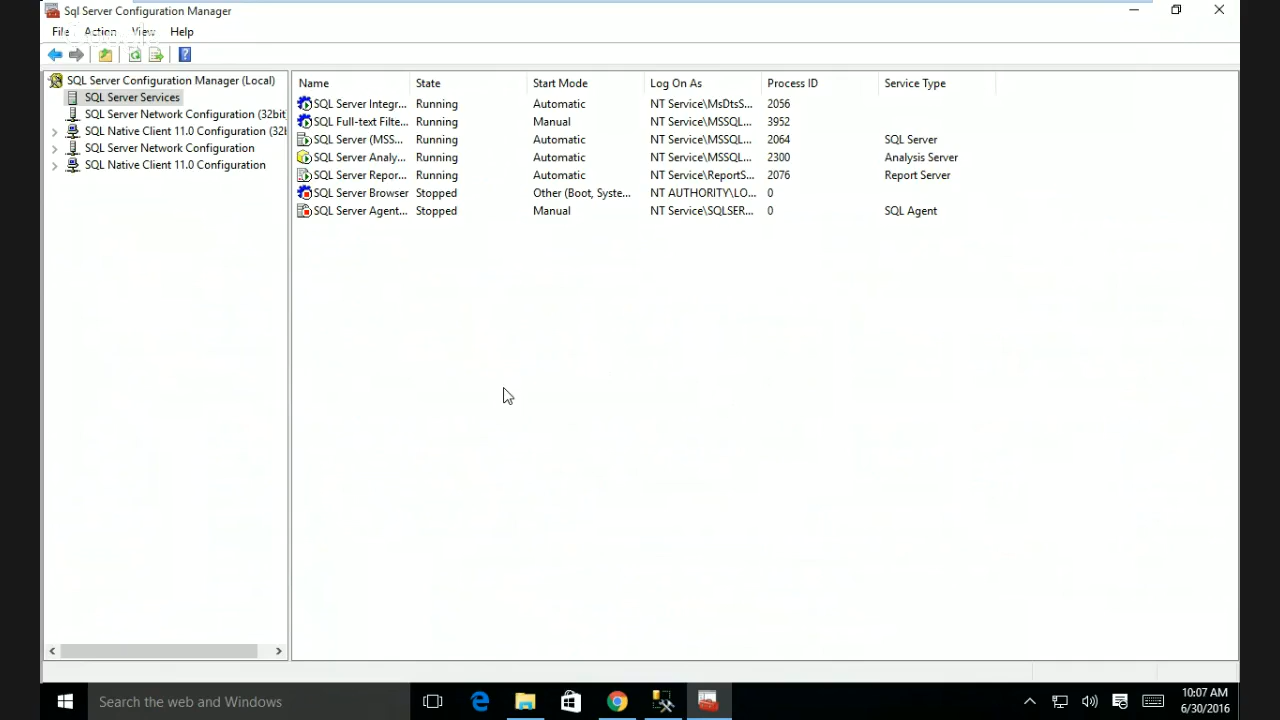 Sql Server Configuration Manager
File Action View Help
SQL Server Configuration Manager (Local)
SQL Server Services
SQL Server Network Configuration (32bit
SQL Native Client 11.0 Configuration (32b
SQL Server Network Configuration
SQL Native Client 11.0 Configuration
Name State Start Mode Log On As Process ID Service Type
SQL Server Integr... Running Automatic NT Service\MsDtsS... 2056
SQL Full-text Filte... Running Manual NT Service\MSSQL... 3952
SQL Server (MSS... Running Automatic NT Service\MSSQL... 2064 SQL Server
SQL Server Analy... Running Automatic NT Service\MSSQL... 2300 Analysis Server
SQL Server Repor... Running Automatic NT Service\ReportS... 2076 Report Server
SQL Server Browser Stopped Other (Boot, Syste... NT AUTHORITY\LO... 0
SQL Server Agent... Stopped Manual NT Service\SQLSER... 0 SQL Agent
Search the web and Windows
10:07 AM
6/30/2016